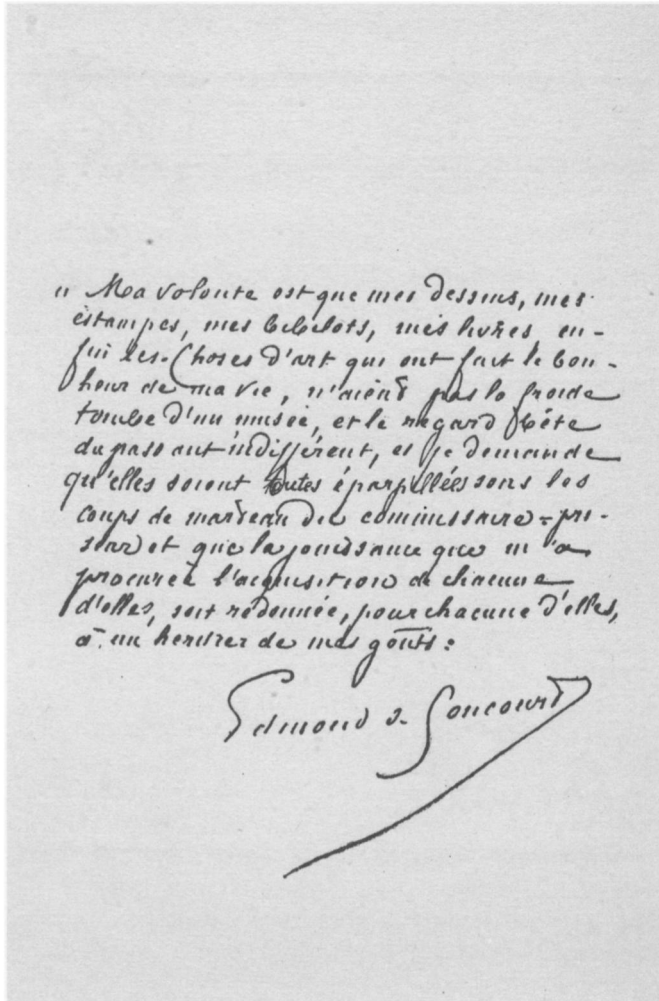 " Ma volonté est que mes dessins, mes
estampes, mes bibelots, mes livres en-
fin les choses d'art qui ont fait le bon-
heur de ma vie, n'aient pas la froide
tombe d'un musée, et le regard bête
du passant indifférent, et je demande
qu'elles soient toutes éparpillées sous les
coups de marteau du commissaire-pri-
seur et que la jouissance que m'a
procurée l'acquisition de chacune
d'elles, soit redonnée, pour chacune d'elles,
à un héritier de mes goûts :
Edmond de Goncourt